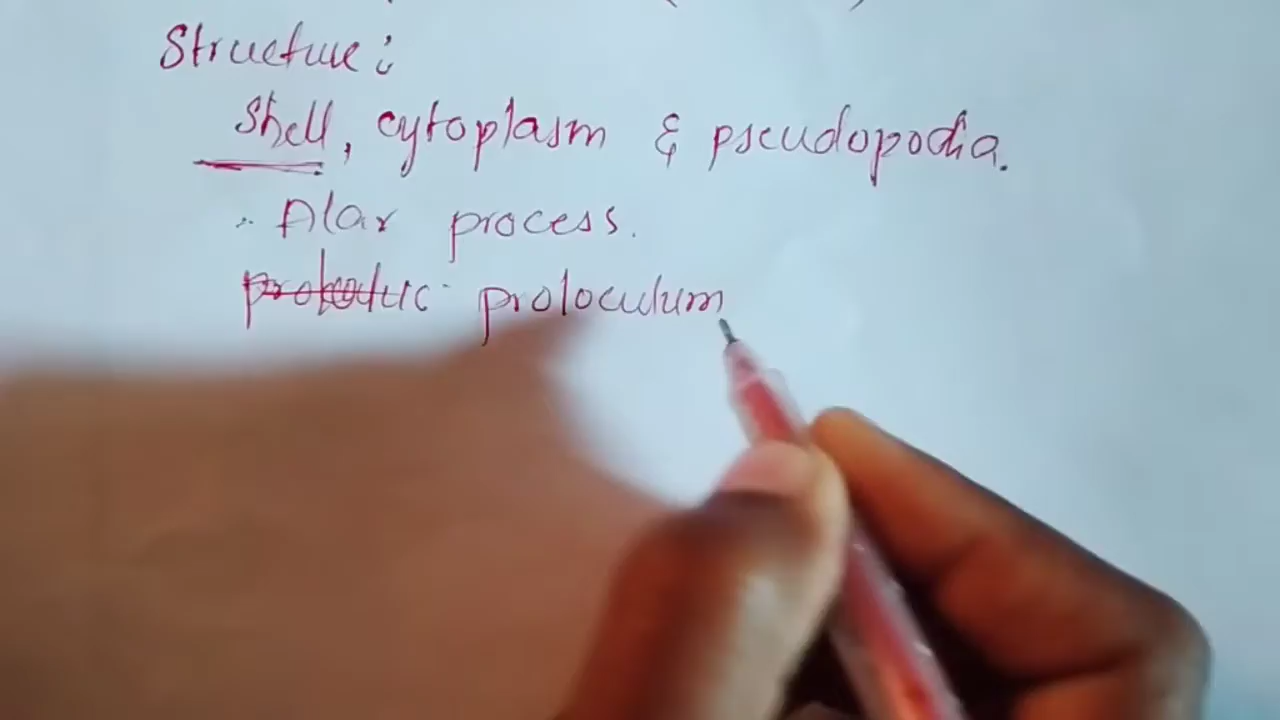 Structure:
Shell, cytoplasm & pseudopodia.
Alar process.
proloculum